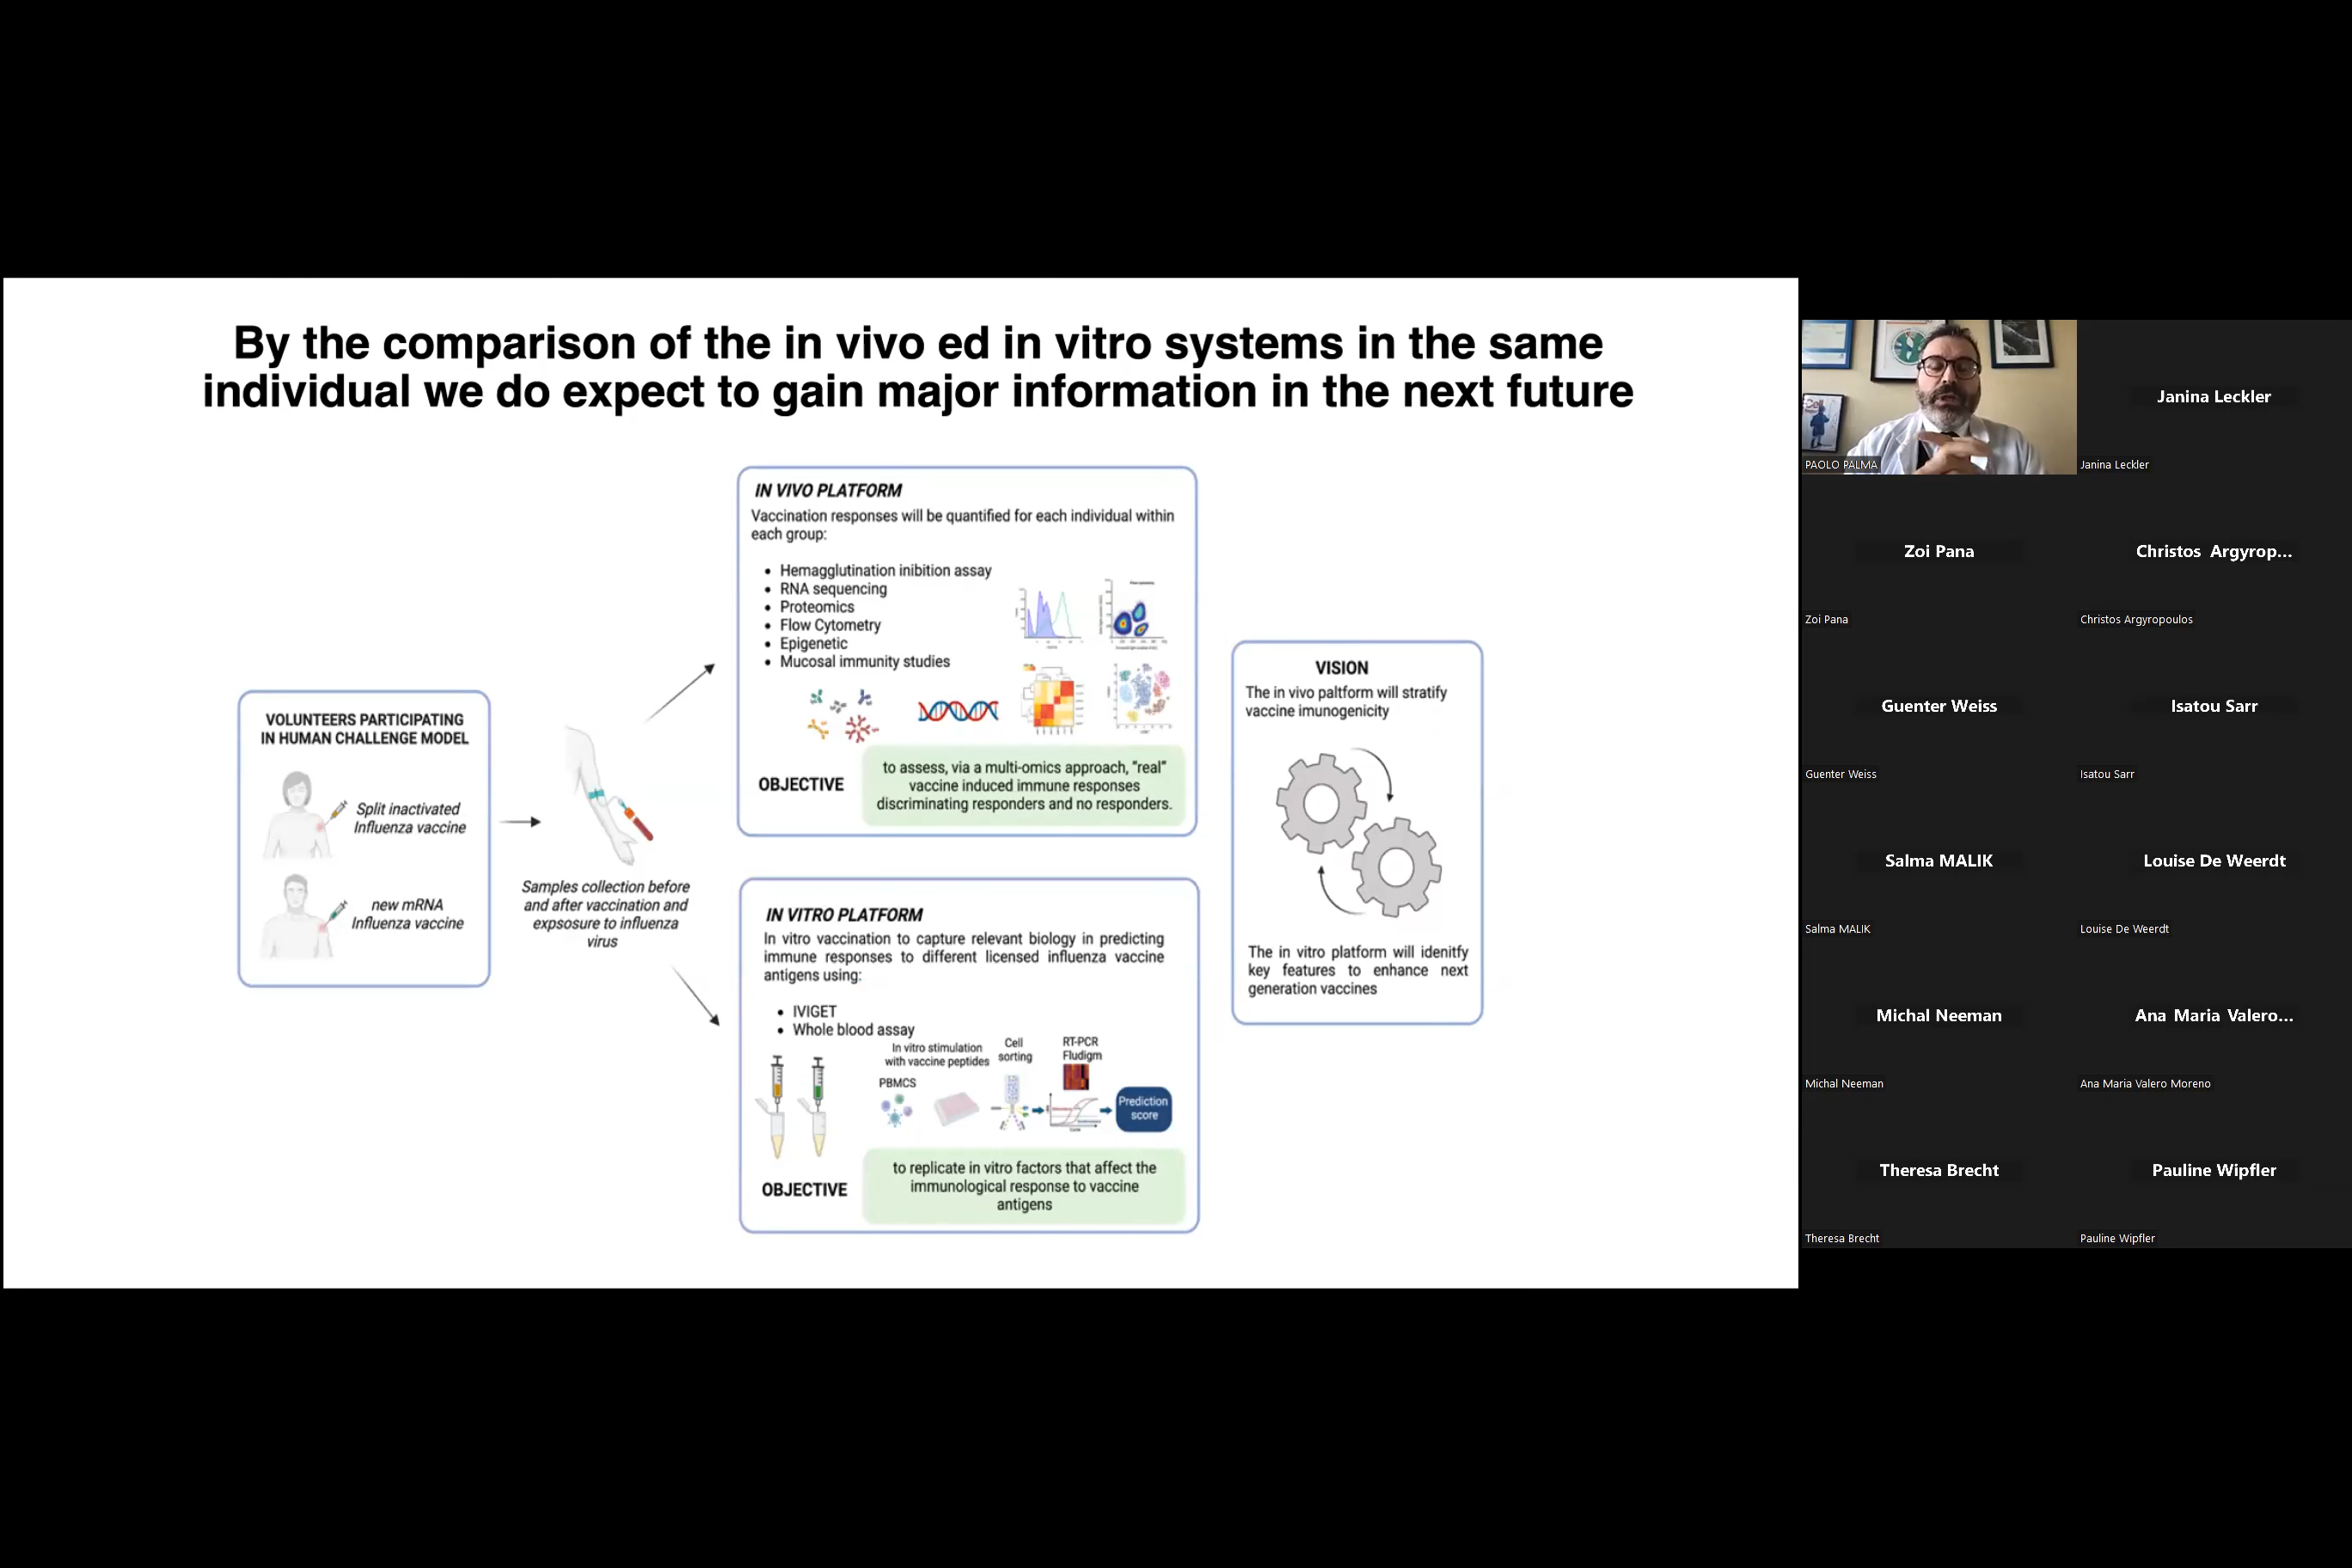 By the comparison of the in vivo ed in vitro systems in the same
individual we do expect to gain major information in the next future
VOLUNTEERS PARTICIPATING
IN HUMAN CHALLENGE MODEL
Split inactivated
Influenza vaccine
new mRNA
Influenza vaccine
Samples collection before
and after vaccination and
expsosure to influenza
virus
IN VIVO PLATFORM
Vaccination responses will be quantified for each individual within
each group:
• Hemagglutination inibition assay
• RNA sequencing
• Proteomics
• Flow Cytometry
• Epigenetic
• Mucosal immunity studies
OBJECTIVE
to assess, via a multi-omics approach, "real"
vaccine induced immune responses
discriminating responders and no responders.
IN VITRO PLATFORM
In vitro vaccination to capture relevant biology in predicting
immune responses to different licensed influenza vaccine
antigens using:
• IVIGET
• Whole blood assay
In vitro stimulation
with vaccine peptides
Cell
sorting
RT-PCR
Fludigm
PBMCS
Prediction
score
OBJECTIVE
to replicate in vitro factors that affect the
immunological response to vaccine
antigens
VISION
The in vivo paltform will stratify
vaccine imunogenicity
The in vitro platform will idenitfy
key features to enhance next
generation vaccines
PAOLO PALMA
Janina Leckler
Janina Leckler
Zoi Pana
Zoi Pana
Christos Argyrop...
Christos Argyropoulos
Guenter Weiss
Guenter Weiss
Isatou Sarr
Isatou Sarr
Salma MALIK
Salma MALIK
Louise De Weerdt
Louise De Weerdt
Michal Neeman
Michal Neeman
Ana Maria Valero...
Ana Maria Valero Moreno
Theresa Brecht
Theresa Brecht
Pauline Wipfler
Pauline Wipfler